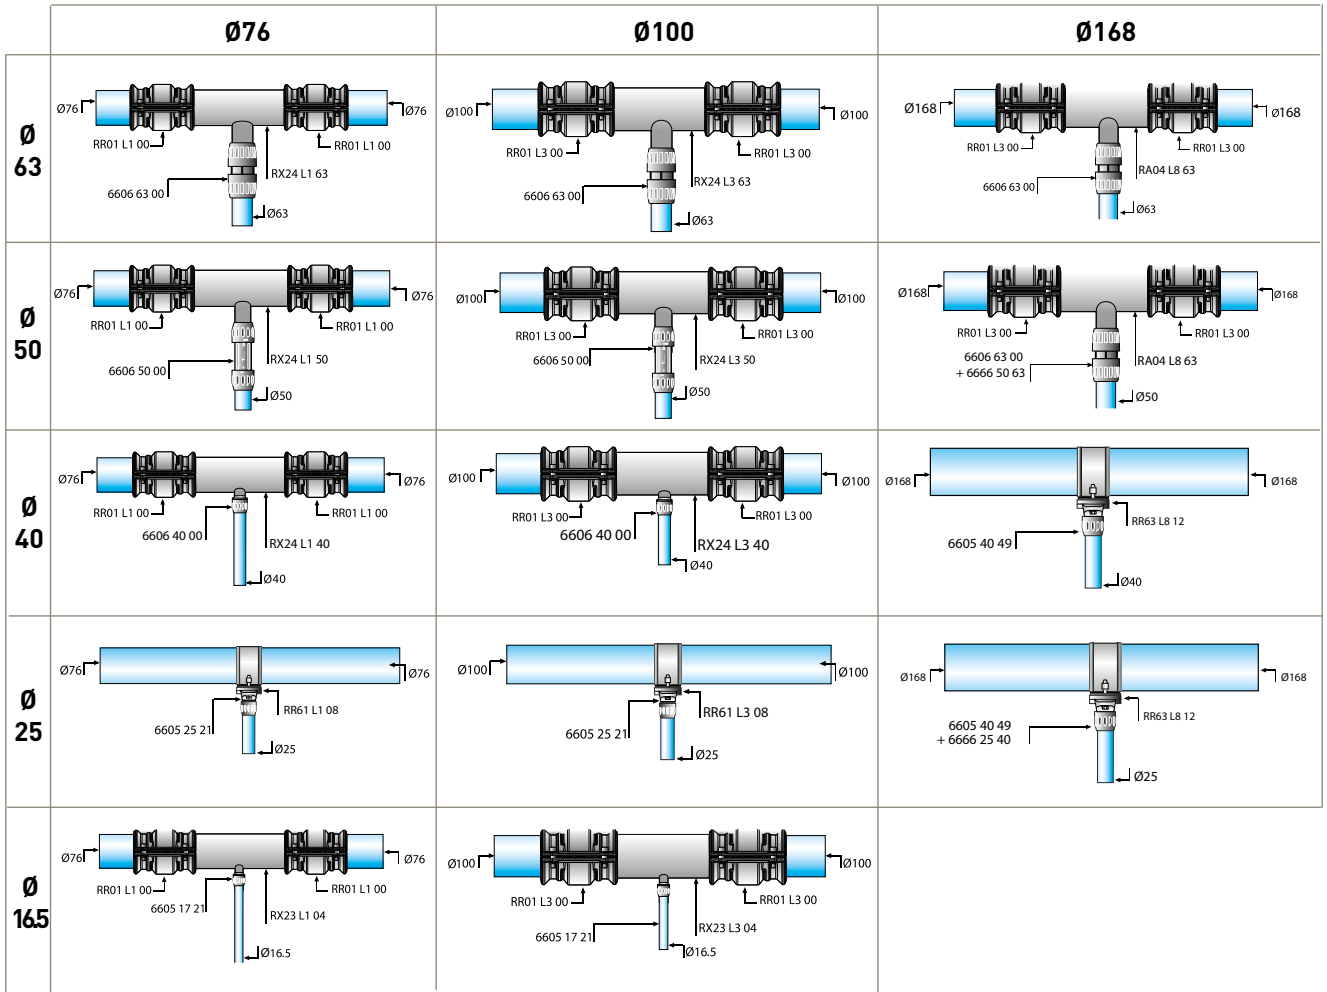 Ø76
Ø100
Ø168
Ø
63
Ø76
Ø76
RR01 L1 00
RR01 L1 00
RX24 L1 63
6606 63 00
Ø63
Ø100
Ø100
RR01 L3 00
RR01 L3 00
RX24 L3 63
6606 63 00
Ø63
Ø168
Ø168
RR01 L3 00
RR01 L3 00
RA04 L8 63
6606 63 00
Ø63
Ø
50
Ø76
Ø76
RR01 L1 00
RR01 L1 00
RX24 L1 50
6606 50 00
Ø50
Ø100
Ø100
RR01 L3 00
RR01 L3 00
RX24 L3 50
6606 50 00
Ø50
Ø168
Ø168
RR01 L3 00
RR01 L3 00
6606 63 00
+ 6666 50 63
RA04 L8 63
Ø50
Ø
40
Ø76
Ø76
RR01 L1 00
RR01 L1 00
6606 40 00
RX24 L1 40
Ø40
Ø100
Ø100
RR01 L3 00
RR01 L3 00
6606 40 00
RX24 L3 40
Ø40
Ø168
Ø168
RR63 L8 12
6605 40 49
Ø40
Ø
25
Ø76
Ø76
RR61 L1 08
6605 25 21
Ø25
Ø100
Ø100
RR61 L3 08
6605 25 21
Ø25
Ø168
Ø168
RR63 L8 12
6605 40 49
+ 6666 25 40
Ø25
Ø
16.5
Ø76
Ø76
RR01 L1 00
RR01 L1 00
6605 17 21
RX23 L1 04
Ø16.5
Ø100
Ø100
RR01 L3 00
RR01 L3 00
6605 17 21
RX23 L3 04
Ø16.5